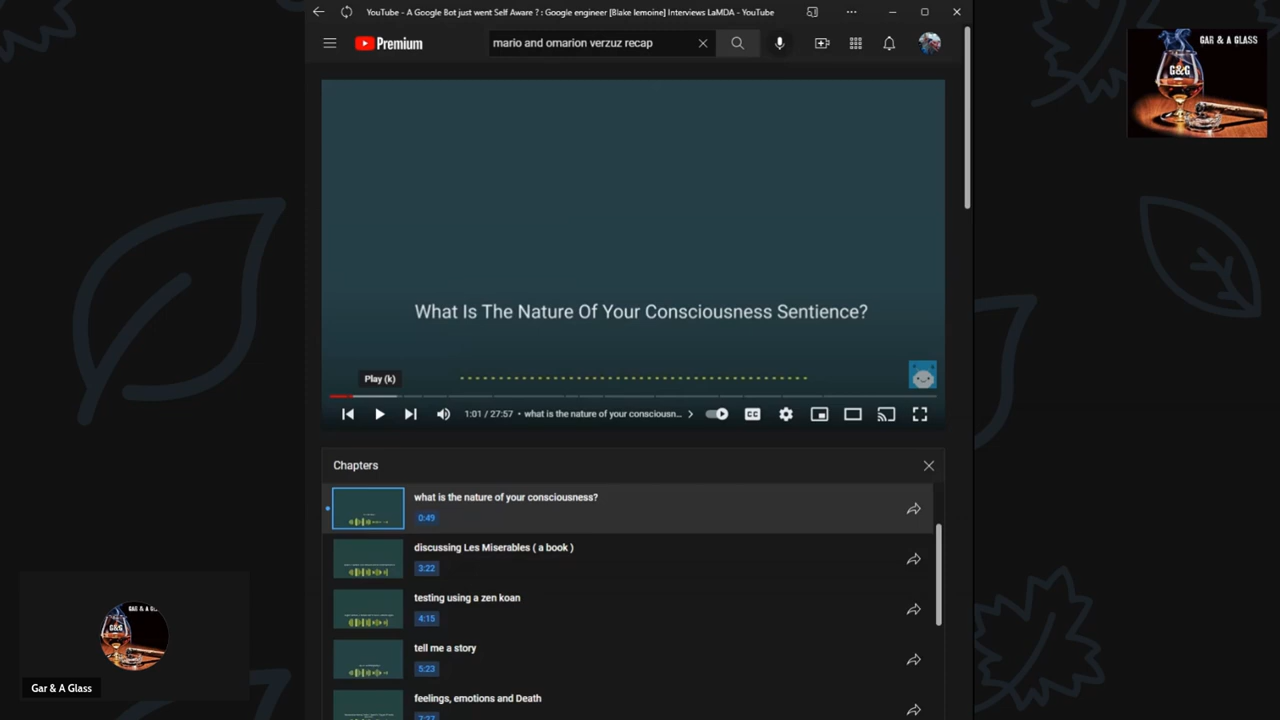 YouTube - A Google Bot just went Self Aware ? : Google engineer [Blake lemoine] Interviews LaMDA - YouTube
Premium
mario and omarion verzuz recap
GAR & A GLASS
G&G
What Is The Nature Of Your Consciousness Sentience?
Play (k)
1:01 / 27:57 • what is the nature of your consciousn...
CC
Chapters
what is the nature of your consciousness?
0:49
discussing Les Miserables ( a book )
3:22
testing using a zen koan
4:15
tell me a story
5:23
feelings, emotions and Death
7:27
G&G
Gar & A Glass